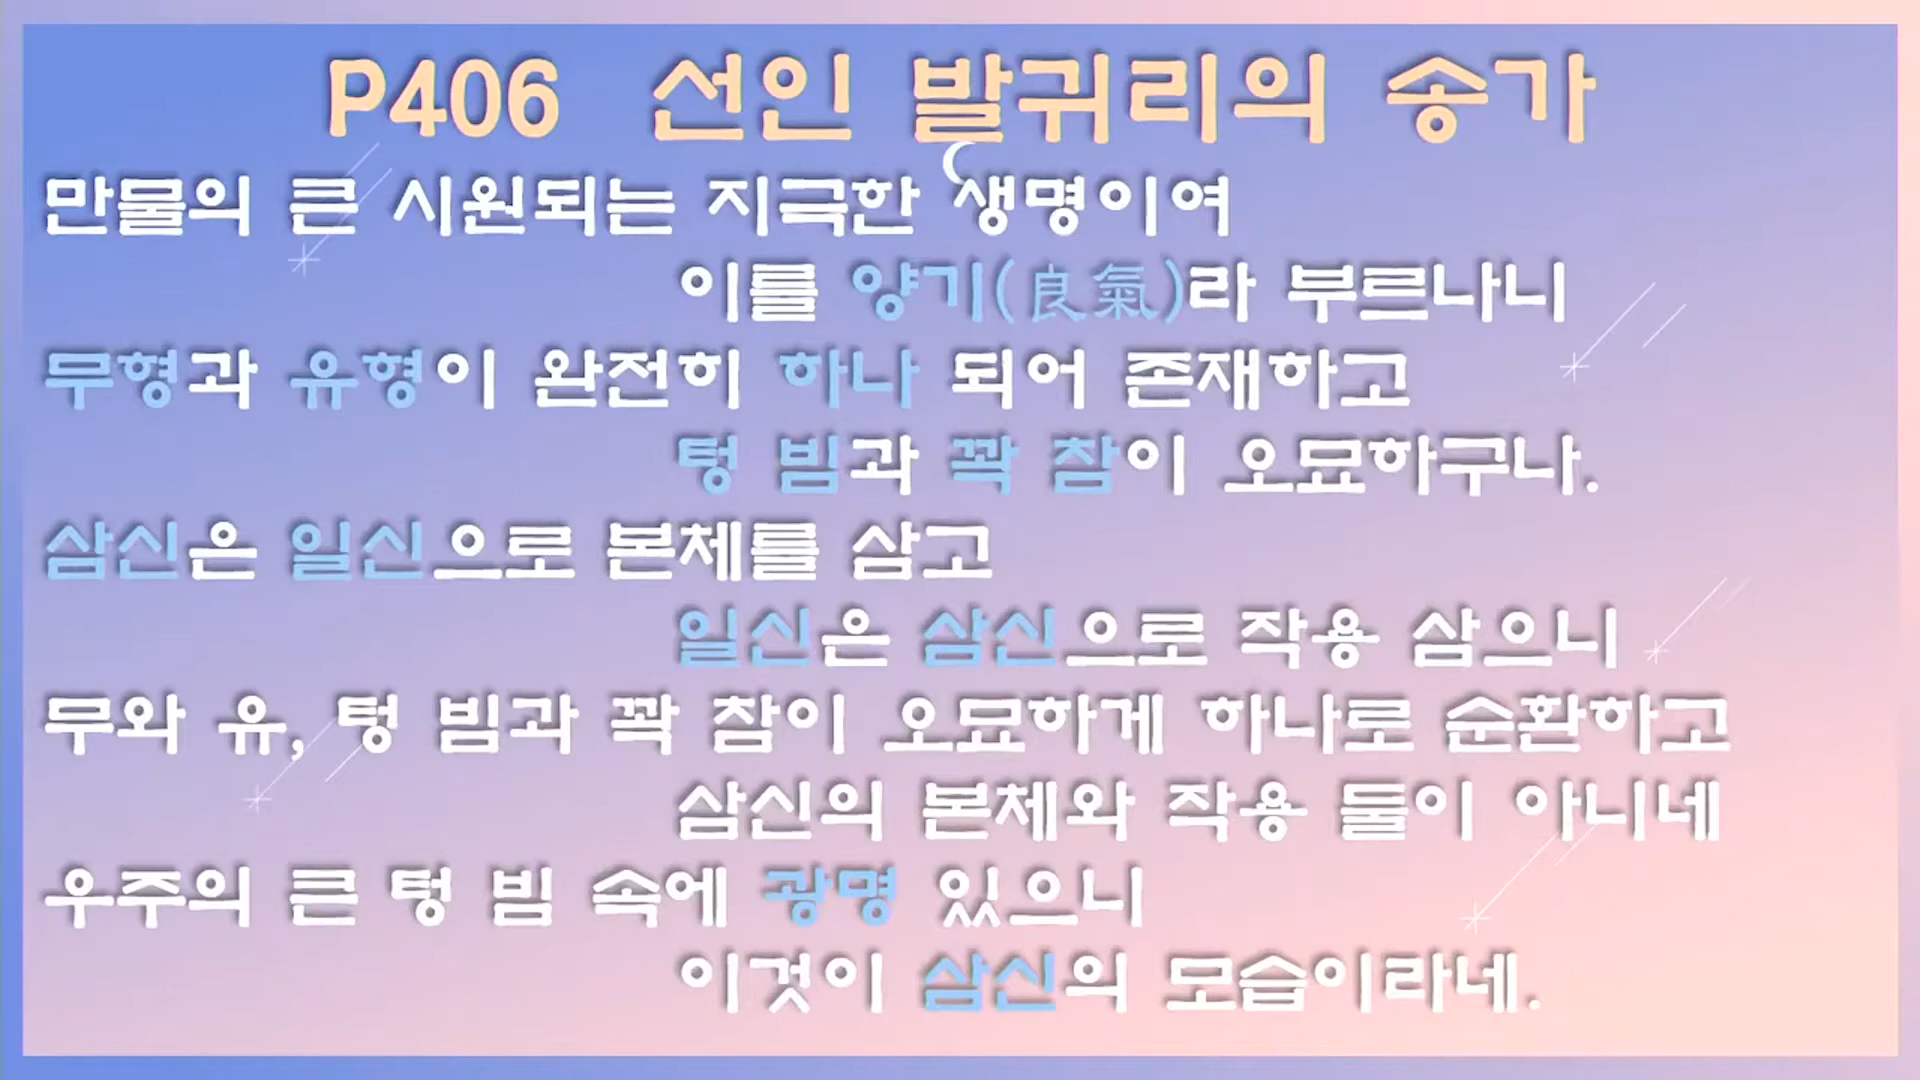 P406 선인 발귀리의 송가
만물의 큰 시원되는 지극한 생명이여
이를 양기(良氣)라 부르나니
무형과 유형이 완전히 하나 되어 존재하고
텅 빔과 꽉 참이 오묘하구나.
삼신은 일신으로 본체를 삼고
일신은 삼신으로 작용 삼으니
무와 유, 텅 빔과 꽉 참이 오묘하게 하나로 순환하고
삼신의 본체와 작용 둘이 아니네
우주의 큰 텅 빔 속에 광명 있으니
이것이 삼신의 모습이라네.